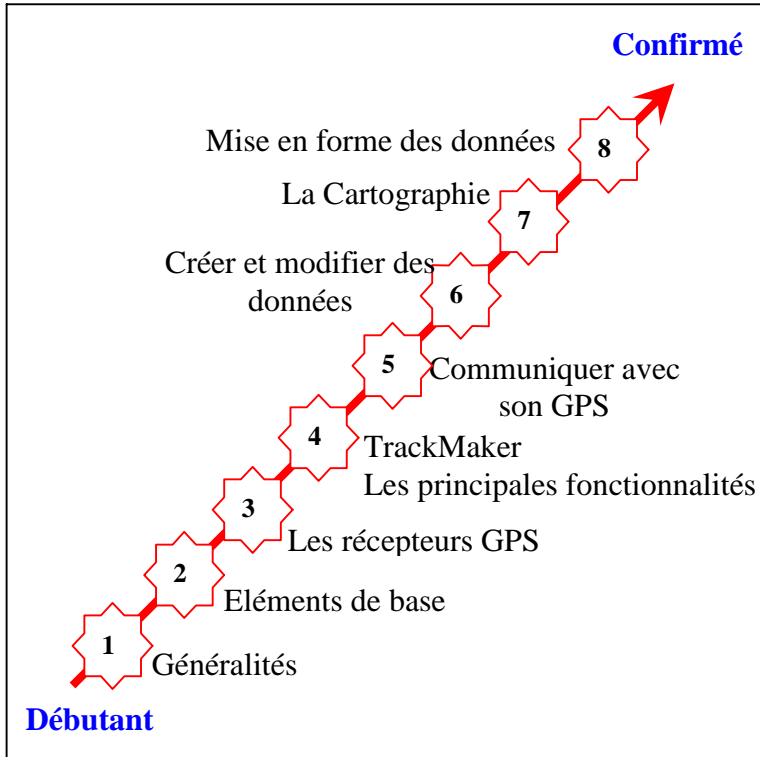 Confirmé
Mise en forme des données
8
La Cartographie
7
Créer et modifier des
données
6
5
Communiquer avec
son GPS
4
TrackMaker
Les principales fonctionnalités
3
Les récepteurs GPS
2
Eléments de base
1
Généralités
Débutant